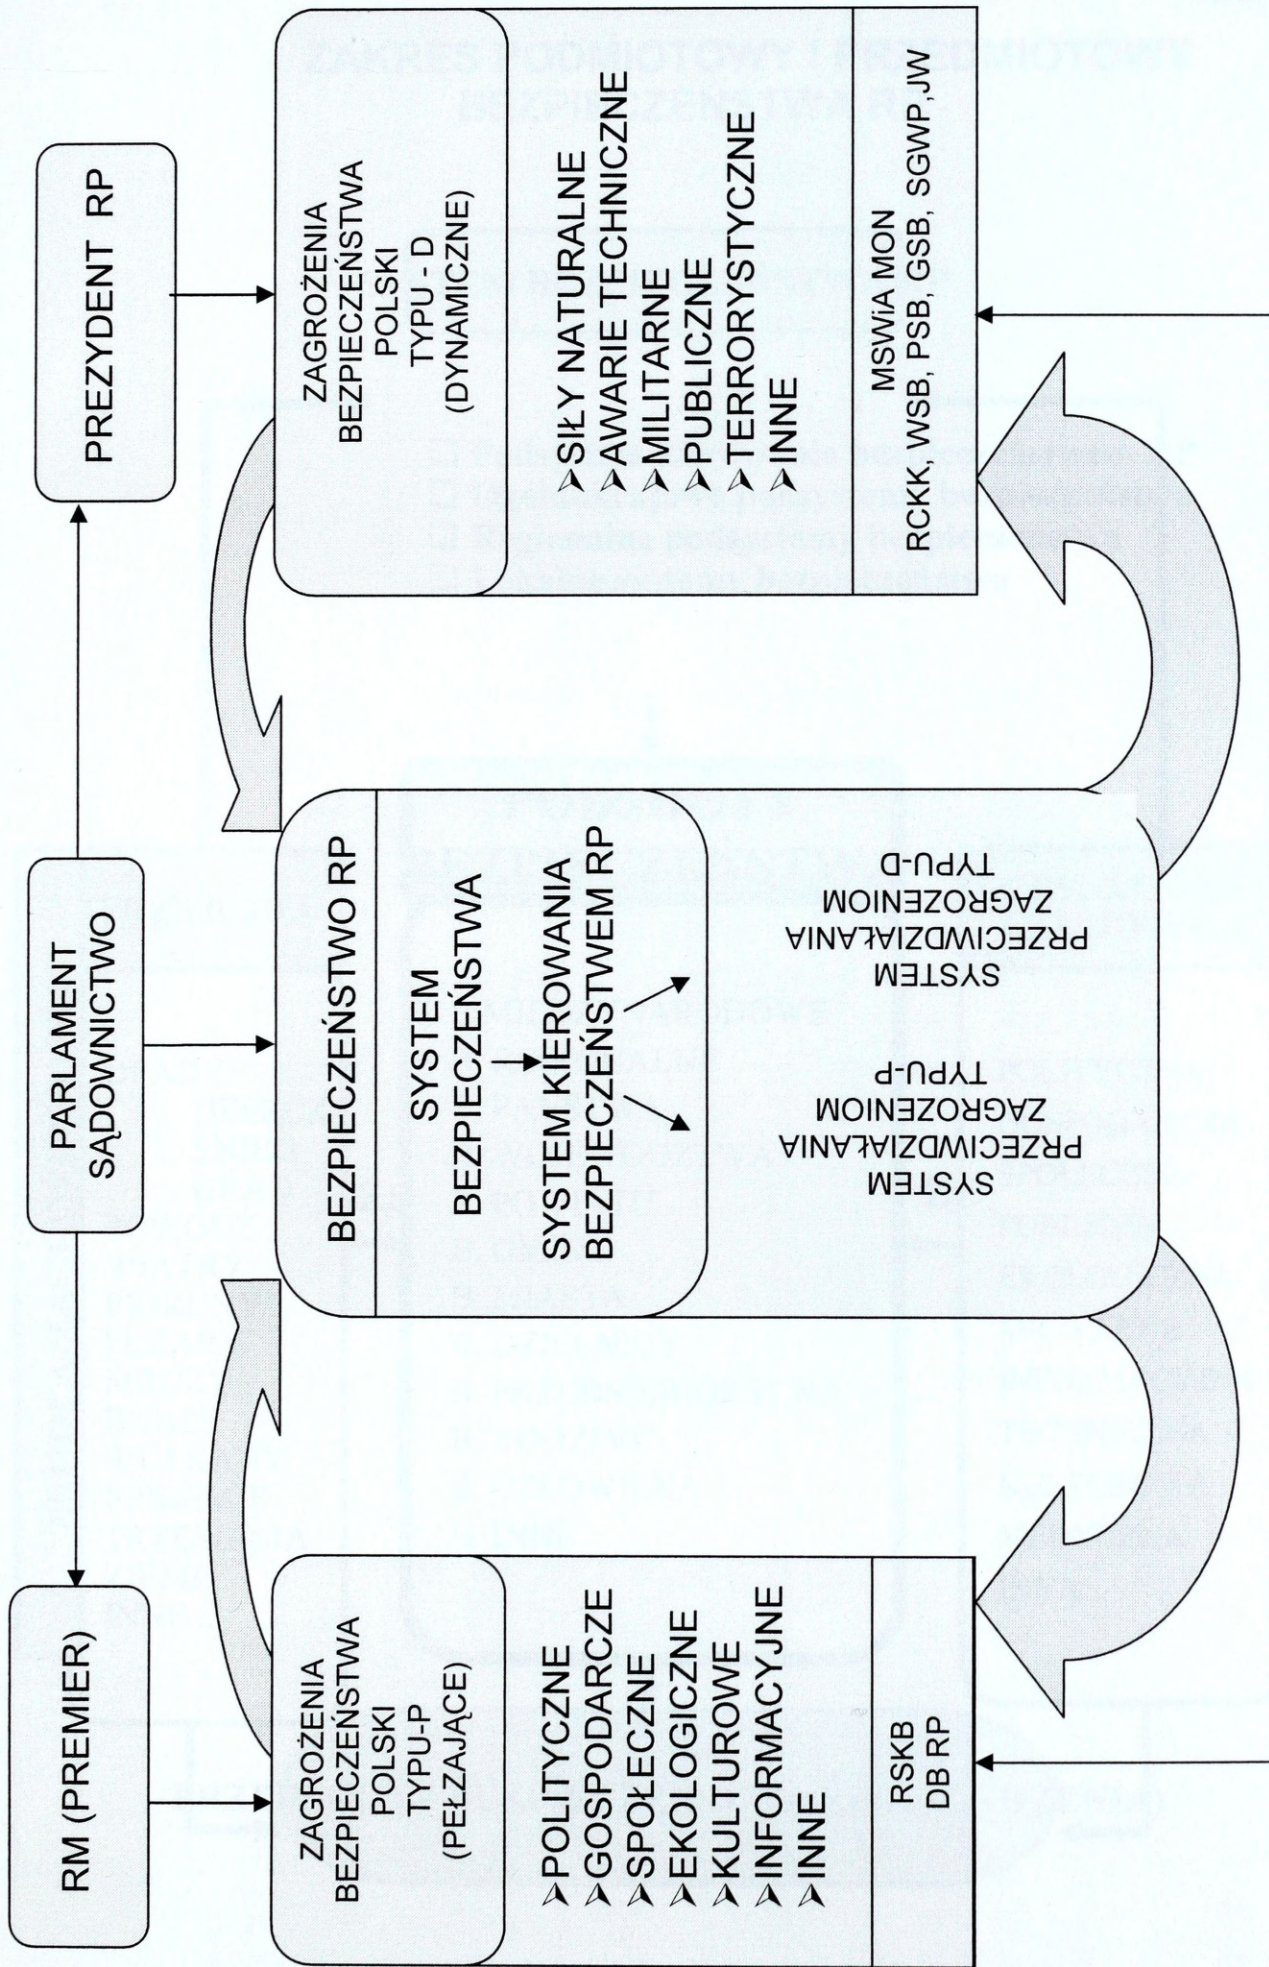 RM (PREMIER)
PARLAMENT
SĄDOWNICTWO
PREZYDENT RP
ZAGROŻENIA
BEZPIECZEŃSTWA
POLSKI
TYPU-P
(PEŁZAJĄCE)
➢POLITYCZNE
➢GOSPODARCZE
➢SPOŁECZNE
➢EKOLOGICZNE
➢KULTUROWE
➢INFORMACYJNE
➢INNE
RSKB
DB RP
BEZPIECZEŃSTWO RP
SYSTEM
BEZPIECZEŃSTWA
SYSTEM KIEROWANIA
BEZPIECZEŃSTWEM RP
SYSTEM
PRZECIWDZIAŁANIA
ZAGROZENIOM
TYPU-P
SYSTEM
PRZECIWDZIAŁANIA
ZAGROZENIOM
TYPU-D
ZAGROŻENIA
BEZPIECZEŃSTWA
POLSKI
TYPU - D
(DYNAMICZNE)
➢SIŁY NATURALNE
➢AWARIE TECHNICZNE
➢MILITARNE
➢PUBLICZNE
➢TERRORYSTYCZNE
➢INNE
MSWiA MON
RCKK, WSB, PSB, GSB, SGWP,JW